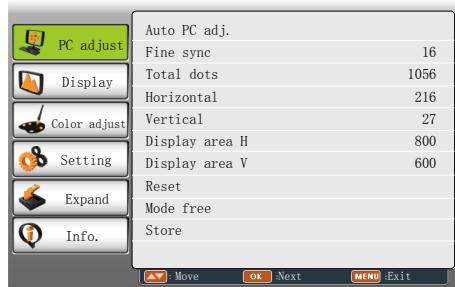 PC adjust
Display
Color adjust
Setting
Expand
Info.
Auto PC adj.
Fine sync 16
Total dots 1056
Horizontal 216
Vertical 27
Display area H 800
Display area V 600
Reset
Mode free
Store
: Move OK :Next MENU :Exit